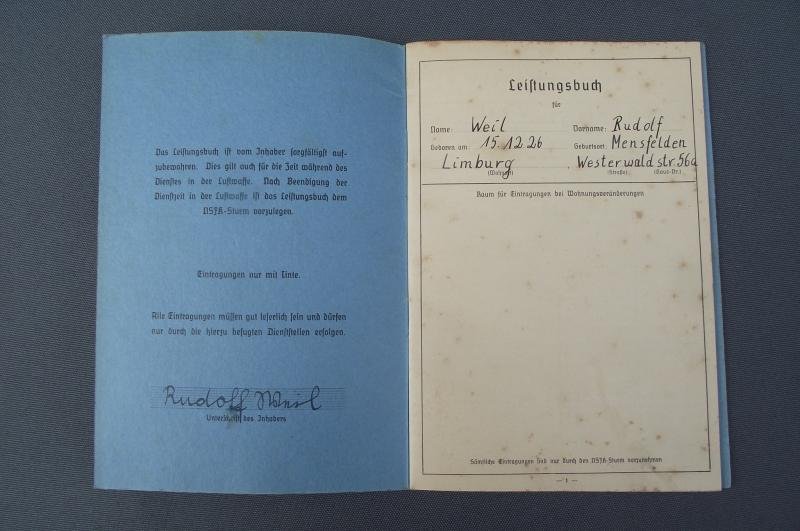 Das Leistungsbuch ist vom Inhaber sorgfältigst auf-
zubewahren. Dies gilt auch für die Zeit während des
Dienstes in der Luftwaffe. Nach Beendigung der
Dienstzeit in der Luftwaffe ist das Leistungsbuch dem
NSFK-Sturm vorzulegen.
Eintragungen nur mit Tinte.
Alle Eintragungen müssen gut leserlich sein und dürfen
nur durch die hierzu befugten Dienststellen erfolgen.
Rudolf Weil
Unterschrift des Inhabers
Leistungsbuch
für
Name: Weil Vorname: Rudolf
Geboren am: 15.12.26 Geburtsort: Mensfelden
Limburg Westerwaldstr. 56a
(Wohnort) (Straße) (Haus-Nr.)
Raum für Eintragungen bei Wohnungsveränderungen
Sämtliche Eintragungen sind nur durch den NSFK-Sturm vorzunehmen
— 1 —